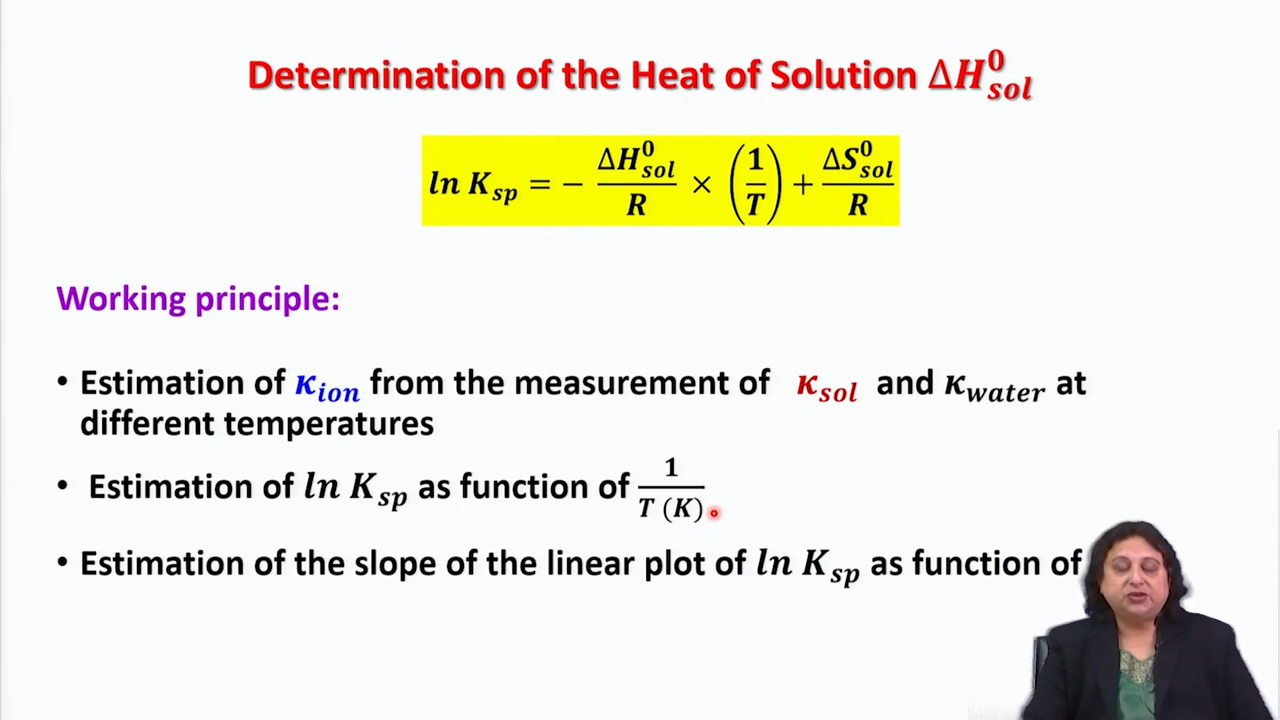 Determination of the Heat of Solution ΔH⁰ₛₒₗ
ln Kₛₚ = − ΔH⁰ₛₒₗ/R × (1/T) + ΔS⁰ₛₒₗ/R
Working principle:
• Estimation of κᵢₒₙ from the measurement of κₛₒₗ and κ_water at
different temperatures
• Estimation of ln Kₛₚ as function of 1/T (K)
• Estimation of the slope of the linear plot of ln Kₛₚ as function of